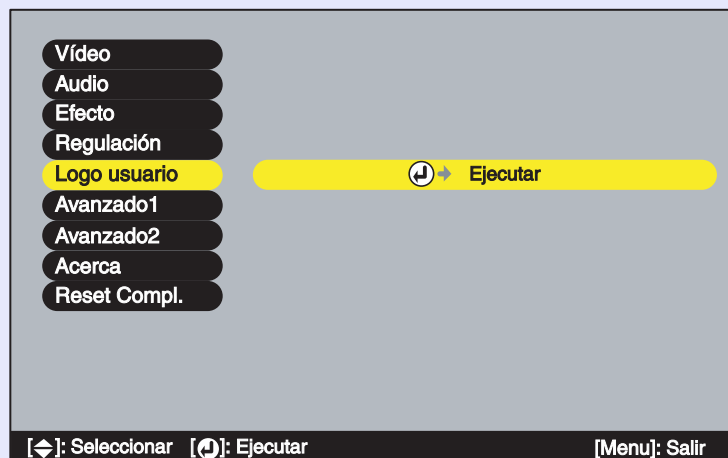 Vídeo
Audio
Efecto
Regulación
Logo usuario
Ejecutar
Avanzado1
Avanzado2
Acerca
Reset Compl.
[]: Seleccionar []: Ejecutar [Menu]: Salir